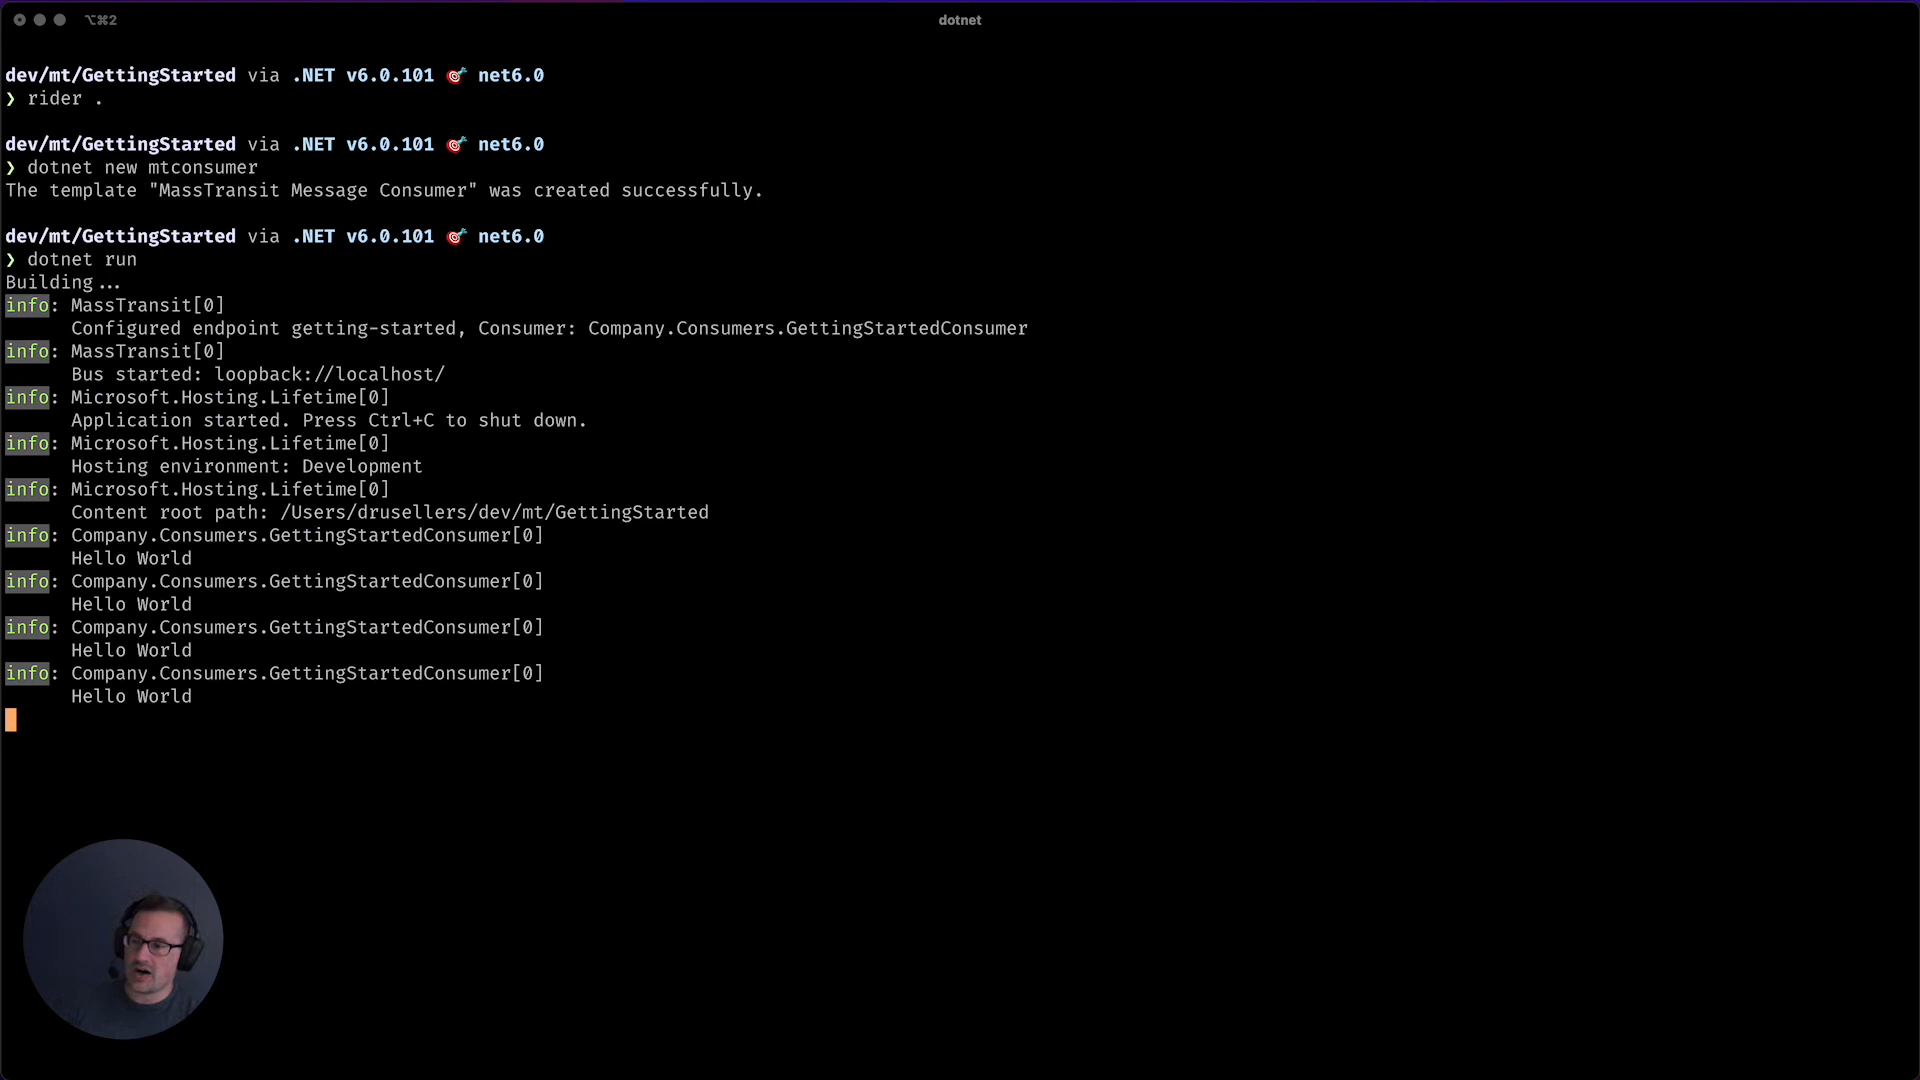 ⌥⌘2
dotnet
dev/mt/GettingStarted via .NET v6.0.101 🎯 net6.0
❯ rider .
dev/mt/GettingStarted via .NET v6.0.101 🎯 net6.0
❯ dotnet new mtconsumer
The template "MassTransit Message Consumer" was created successfully.
dev/mt/GettingStarted via .NET v6.0.101 🎯 net6.0
❯ dotnet run
Building...
info: MassTransit[0]
Configured endpoint getting-started, Consumer: Company.Consumers.GettingStartedConsumer
info: MassTransit[0]
Bus started: loopback://localhost/
info: Microsoft.Hosting.Lifetime[0]
Application started. Press Ctrl+C to shut down.
info: Microsoft.Hosting.Lifetime[0]
Hosting environment: Development
info: Microsoft.Hosting.Lifetime[0]
Content root path: /Users/drusellers/dev/mt/GettingStarted
info: Company.Consumers.GettingStartedConsumer[0]
Hello World
info: Company.Consumers.GettingStartedConsumer[0]
Hello World
info: Company.Consumers.GettingStartedConsumer[0]
Hello World
info: Company.Consumers.GettingStartedConsumer[0]
Hello World